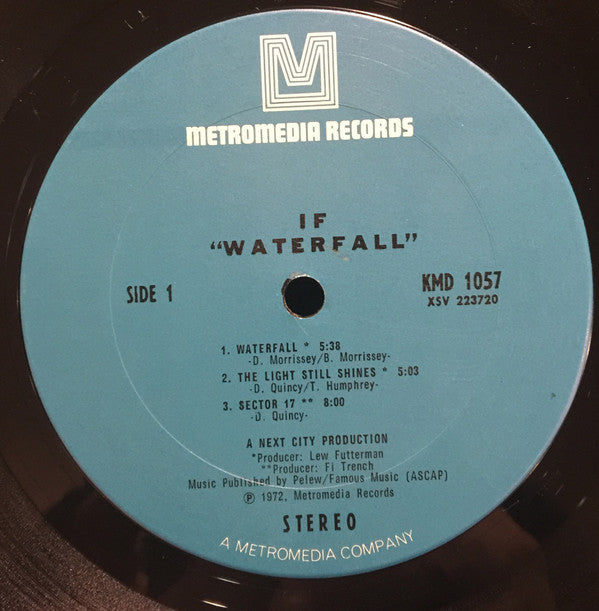 M
METROMEDIA RECORDS
IF
"WATERFALL"
SIDE 1
KMD 1057
XSV 223720
1. WATERFALL * 5:38
-D. Morrissey/B. Morrissey-
2. THE LIGHT STILL SHINES * 5:03
-D. Quincy/T. Humphrey-
3. SECTOR 17 ** 8:00
-D. Quincy-
A NEXT CITY PRODUCTION
*Producer: Lew Futterman
**Producer: Fi Trench
Music Published by Pelew/Famous Music (ASCAP)
℗ 1972, Metromedia Records
STEREO
A METROMEDIA COMPANY